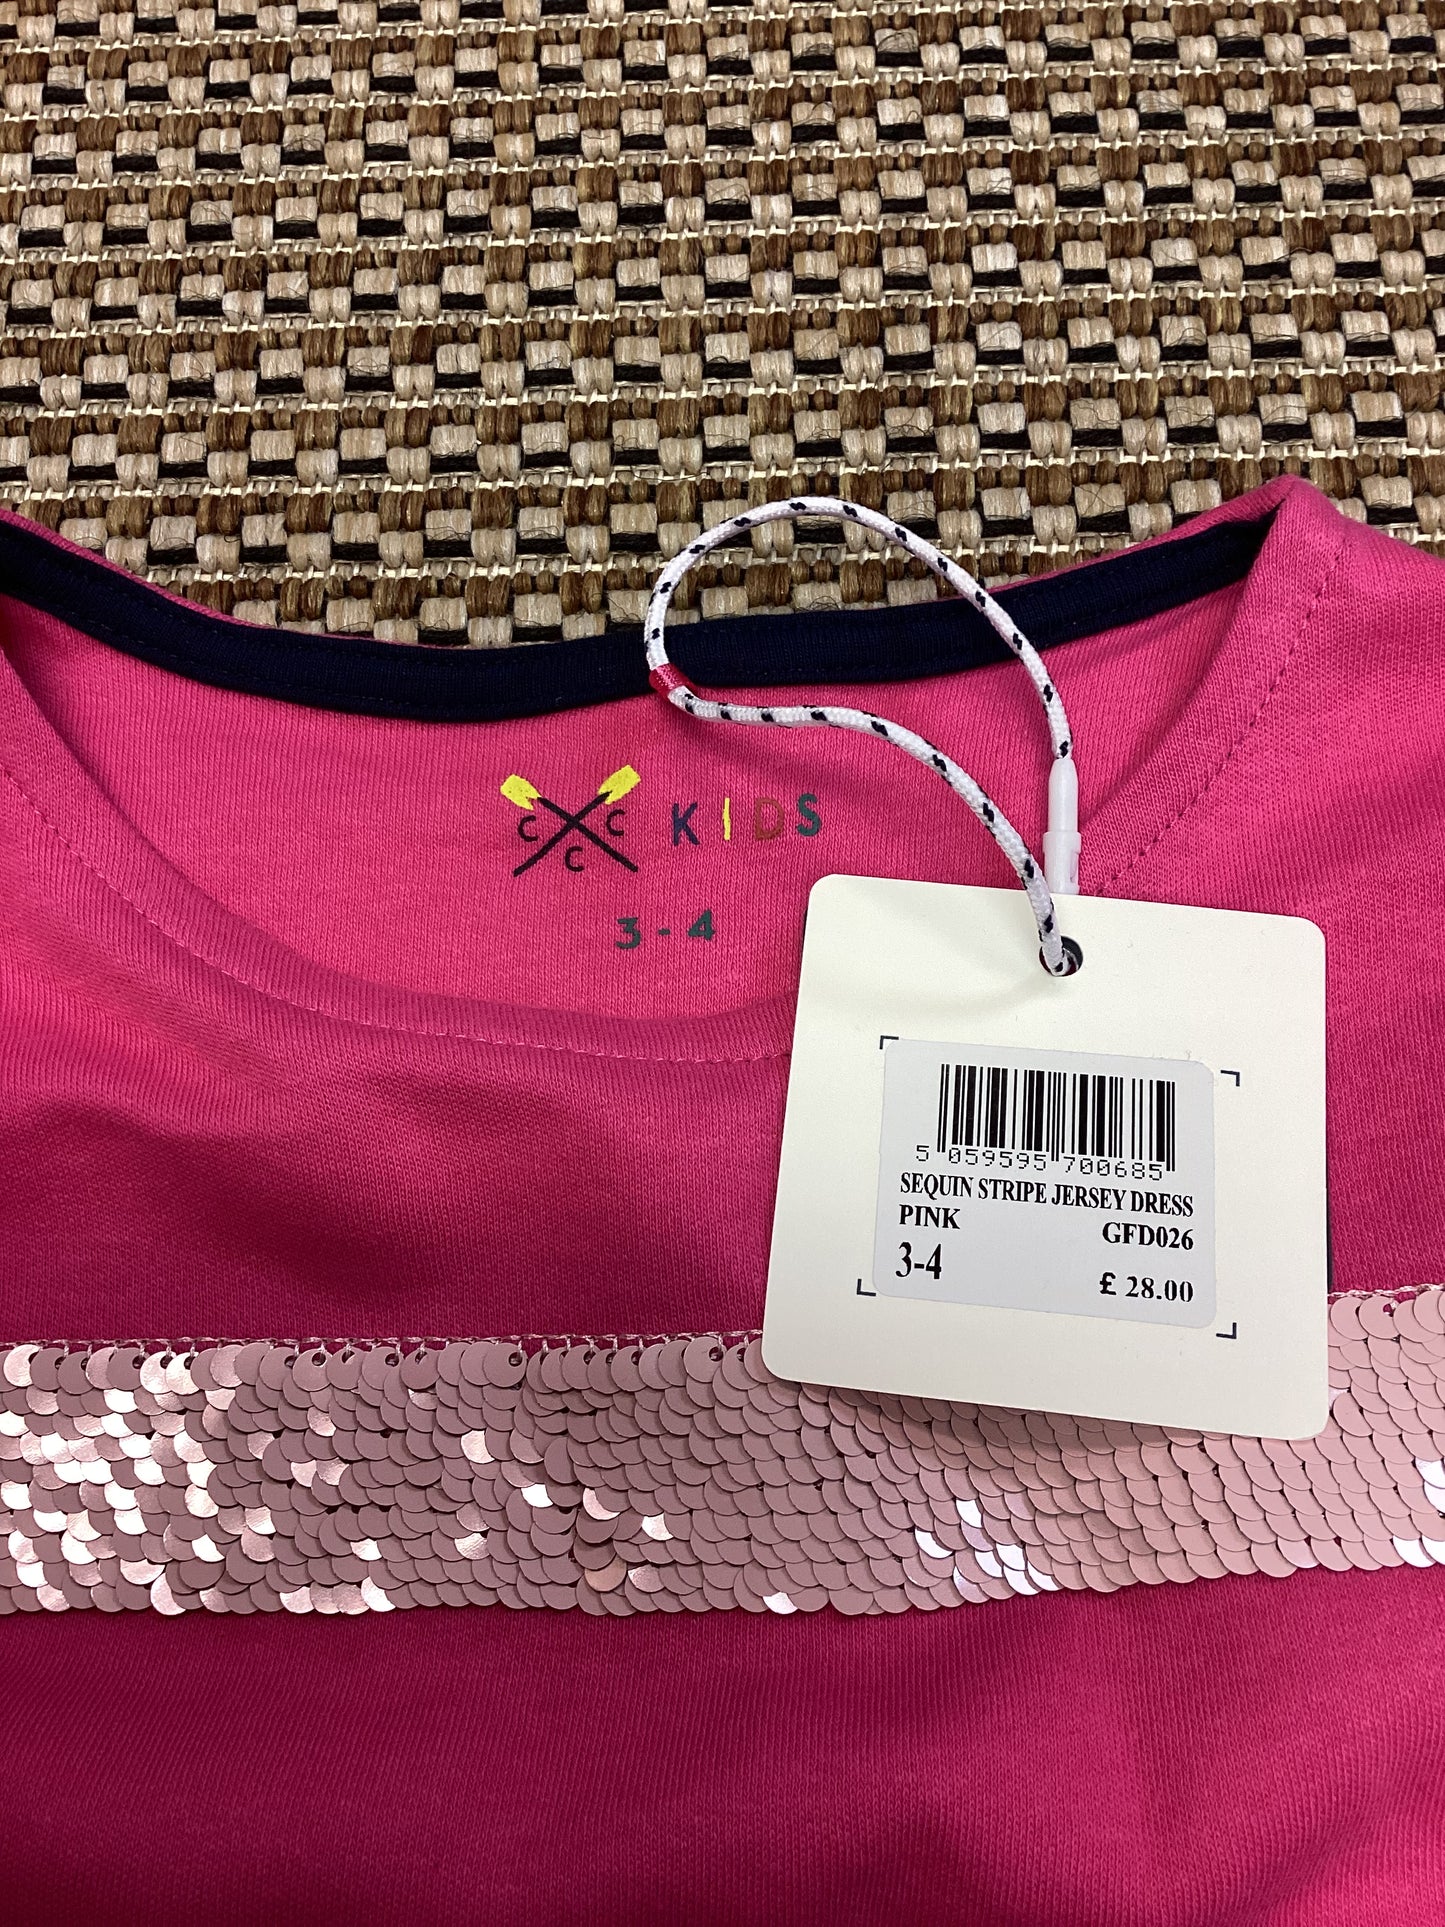 C C KIDS
C
3-4
5 059595 700685
SEQUIN STRIPE JERSEY DRESS
PINK GFD026
3-4 £ 28.00